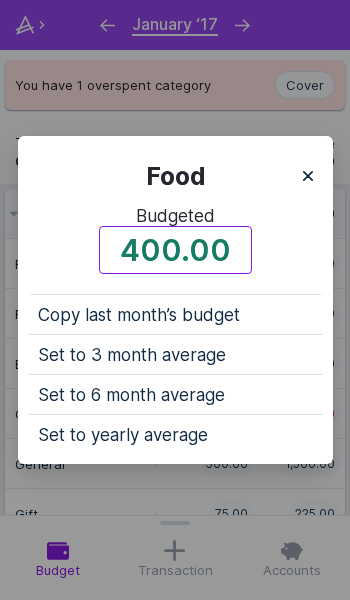 January ‘17
You have 1 overspent category
Cover
Food
Budgeted
400.00
Copy last month’s budget
Set to 3 month average
Set to 6 month average
Set to yearly average
General 500.00 1,500.00
Gift 75.00 225.00
Budget Transaction Accounts